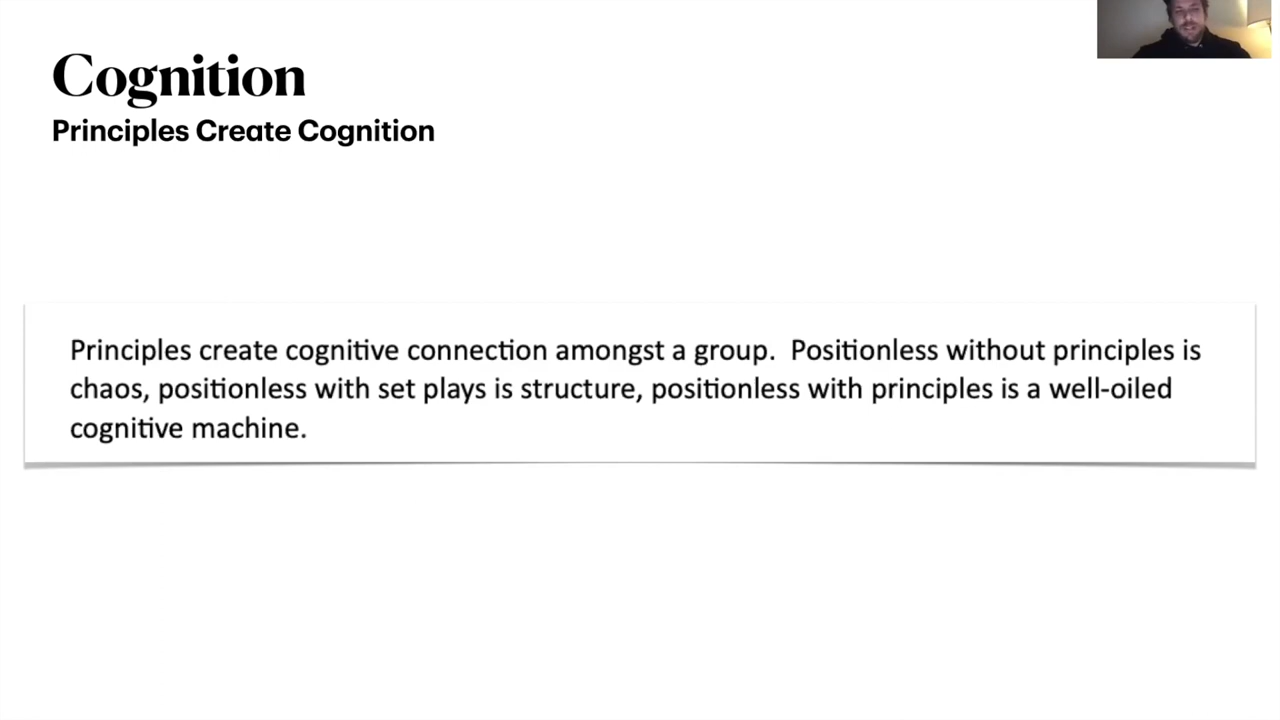 Cognition
Principles Create Cognition
Principles create cognitive connection amongst a group.  Positionless without principles is
chaos, positionless with set plays is structure, positionless with principles is a well-oiled
cognitive machine.